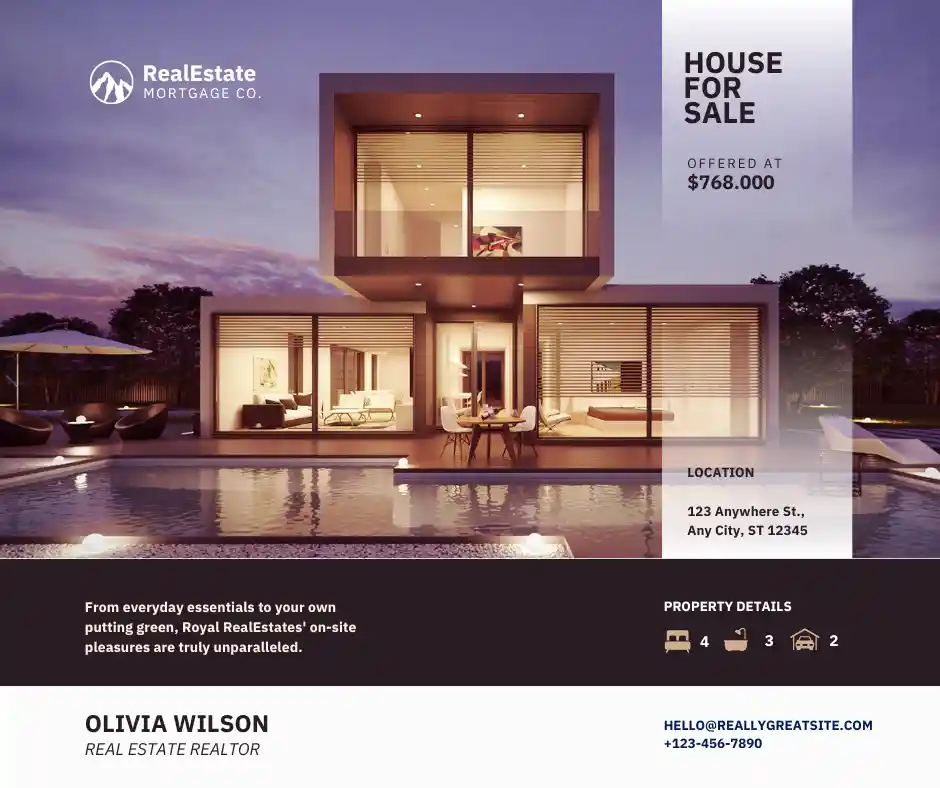 RealEstate
MORTGAGE CO.
HOUSE
FOR
SALE
OFFERED AT
$768.000
LOCATION
123 Anywhere St.,
Any City, ST 12345
From everyday essentials to your own
putting green, Royal RealEstates' on-site
pleasures are truly unparalleled.
PROPERTY DETAILS
4 3 2
OLIVIA WILSON
REAL ESTATE REALTOR
HELLO@REALLYGREATSITE.COM
+123-456-7890